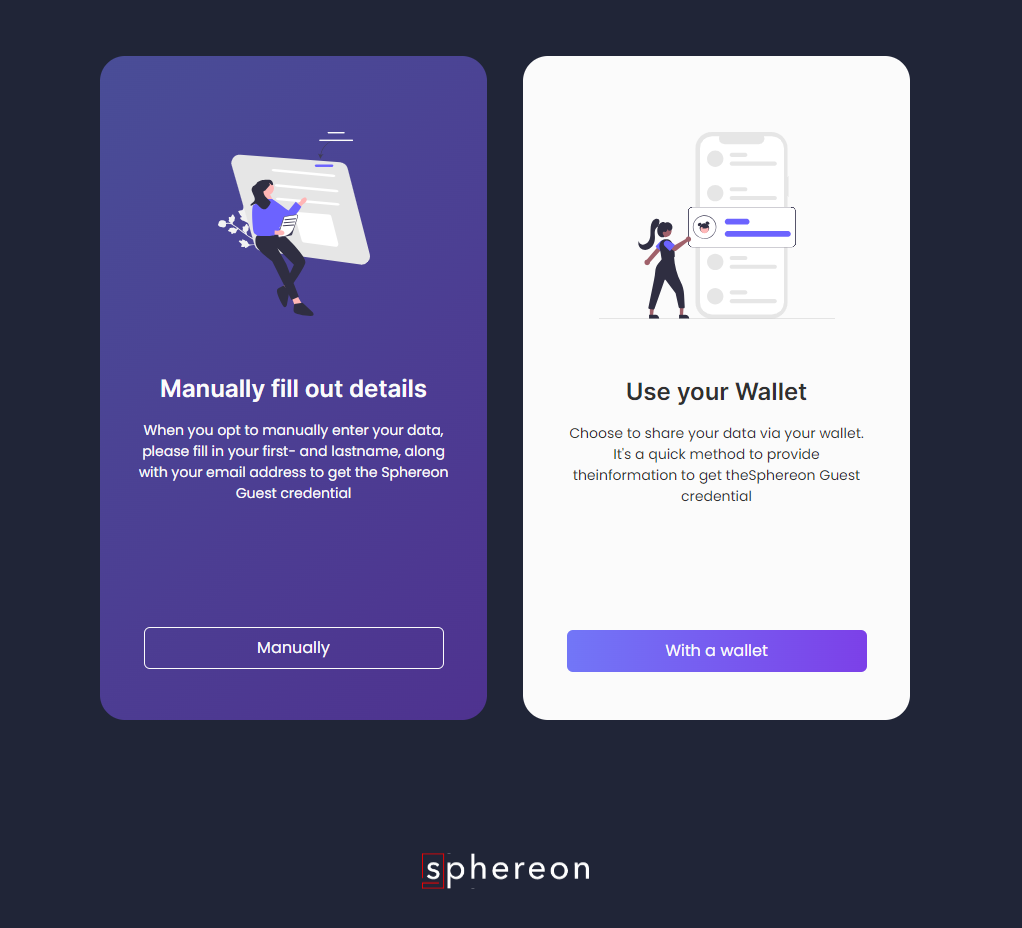 Manually fill out details
When you opt to manually enter your data,
please fill in your first- and lastname, along
with your email address to get the Sphereon
Guest credential
Manually
Use your Wallet
Choose to share your data via your wallet.
It's a quick method to provide
theinformation to get theSphereon Guest
credential
With a wallet
sphereon